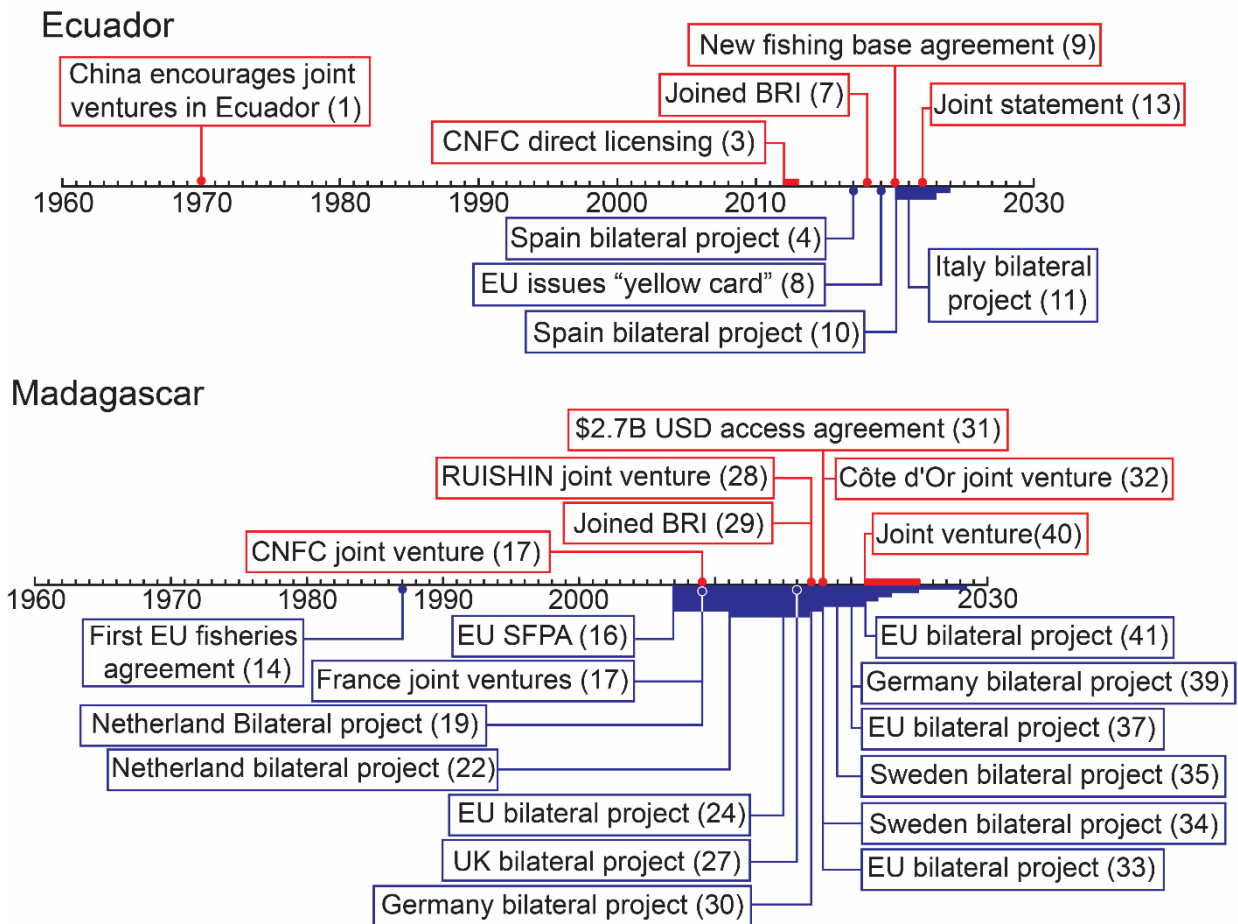 Ecuador
New fishing base agreement (9)
China encourages joint
ventures in Ecuador (1)
Joined BRI (7)
Joint statement (13)
CNFC direct licensing (3)
1960 1970 1980 1990 2000 2010 2030
Spain bilateral project (4)
EU issues “yellow card” (8)
Italy bilateral
project (11)
Spain bilateral project (10)
Madagascar
$2.7B USD access agreement (31)
RUISHIN joint venture (28)
Côte d'Or joint venture (32)
Joined BRI (29)
Joint venture(40)
CNFC joint venture (17)
1960 1970 1980 1990 2000 2030
First EU fisheries
agreement (14)
EU SFPA (16)
EU bilateral project (41)
France joint ventures (17)
Germany bilateral project (39)
Netherland Bilateral project (19)
EU bilateral project (37)
Netherland bilateral project (22)
Sweden bilateral project (35)
EU bilateral project (24)
Sweden bilateral project (34)
UK bilateral project (27)
EU bilateral project (33)
Germany bilateral project (30)